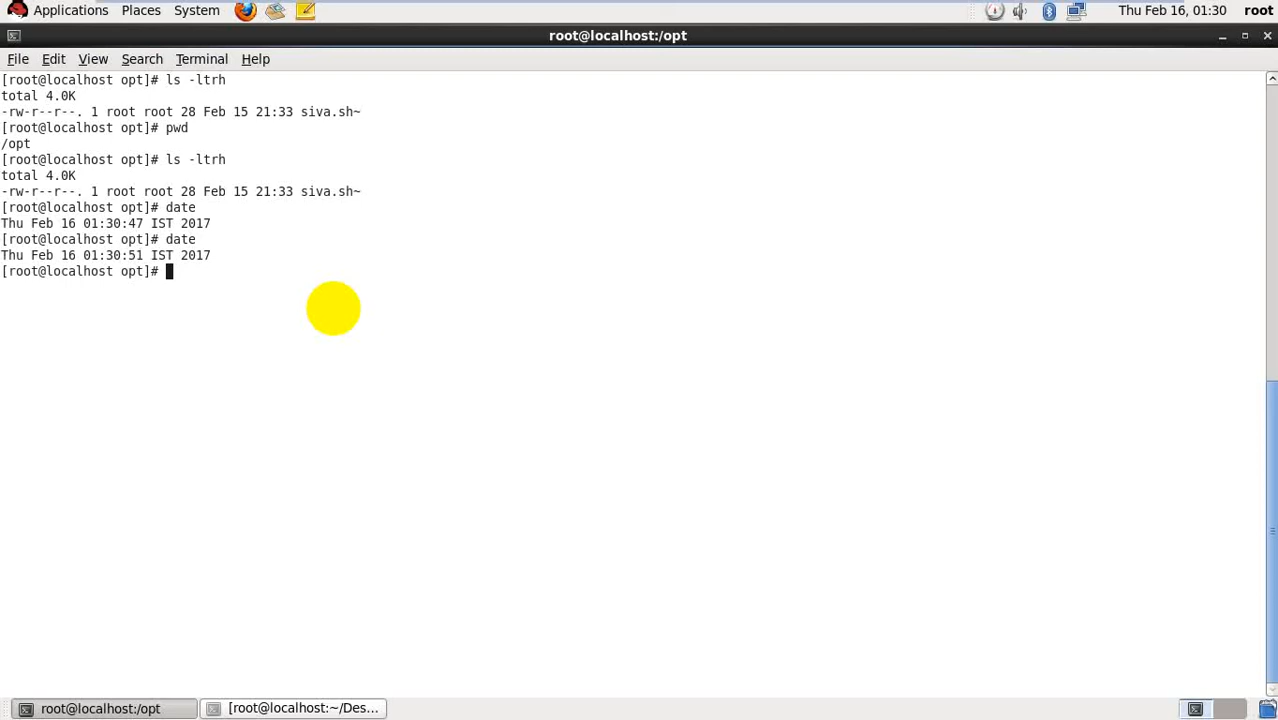 Applications Places System Thu Feb 16, 01:30 root
root@localhost:/opt
File Edit View Search Terminal Help
[root@localhost opt]# ls -ltrh
total 4.0K
-rw-r--r--. 1 root root 28 Feb 15 21:33 siva.sh~
[root@localhost opt]# pwd
/opt
[root@localhost opt]# ls -ltrh
total 4.0K
-rw-r--r--. 1 root root 28 Feb 15 21:33 siva.sh~
[root@localhost opt]# date
Thu Feb 16 01:30:47 IST 2017
[root@localhost opt]# date
Thu Feb 16 01:30:51 IST 2017
[root@localhost opt]#
root@localhost:/opt [root@localhost:~/Des...